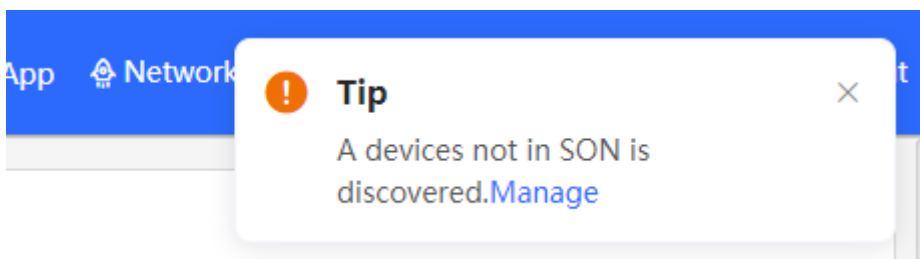 App Network
Tip
A devices not in SON is
discovered.Manage